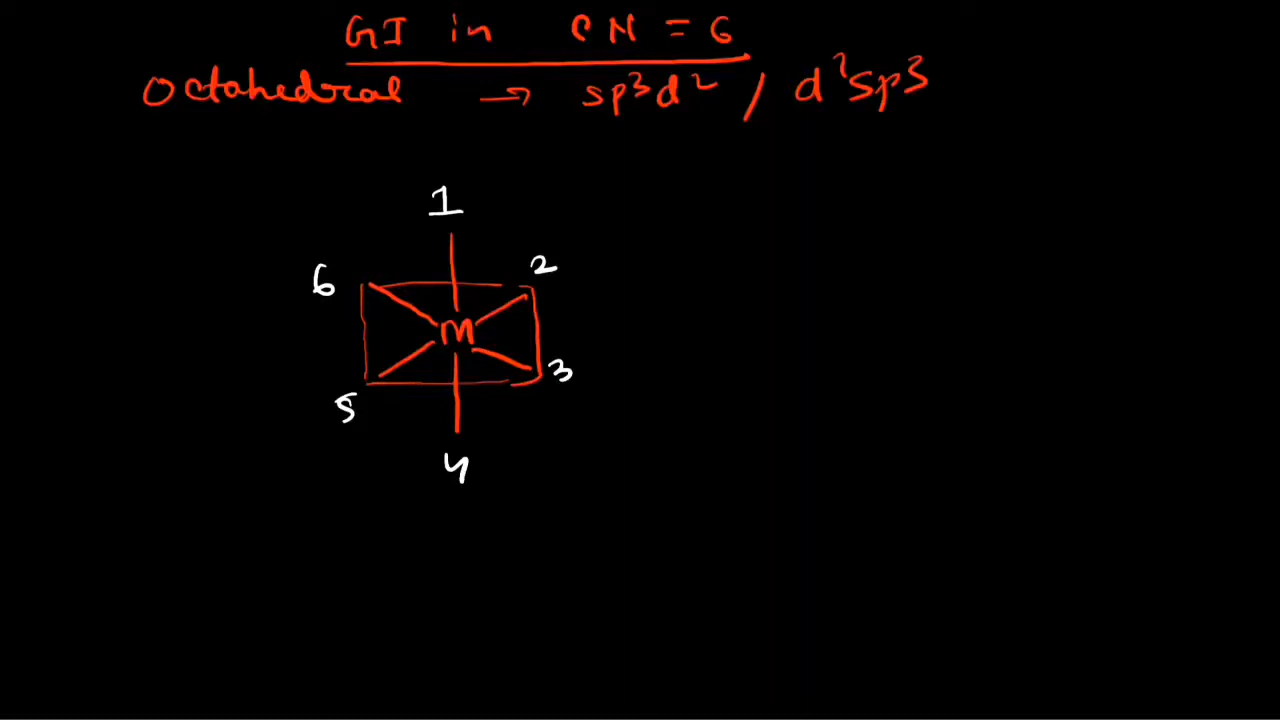 GI in CN = 6
Octahedral → sp³d² / d²sp³
1
6 2
M
5 3
4